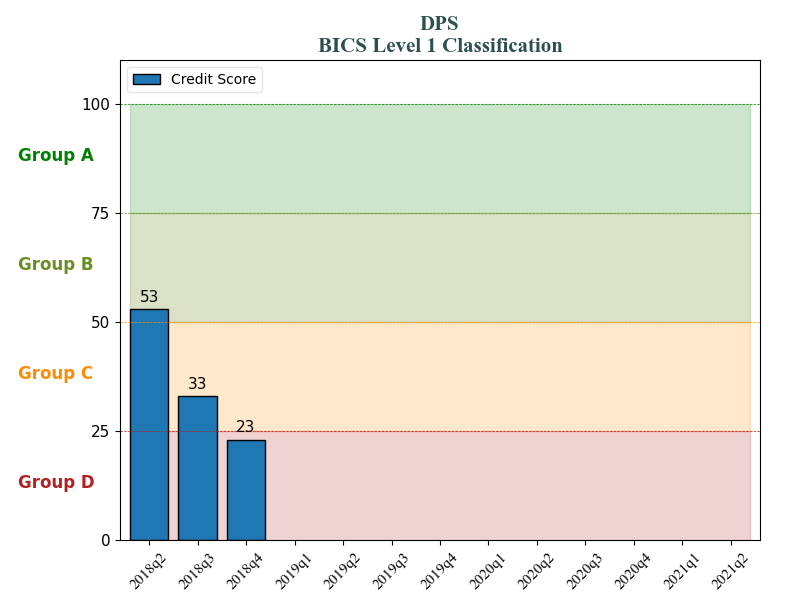 DPS
BICS Level 1 Classification
Credit Score
100
Group A
75
Group B
53
50
Group C
33
25
23
Group D
0
2018q2 2018q3 2018q4 2019q1 2019q2 2019q3 2019q4 2020q1 2020q2 2020q3 2020q4 2021q1 2021q2